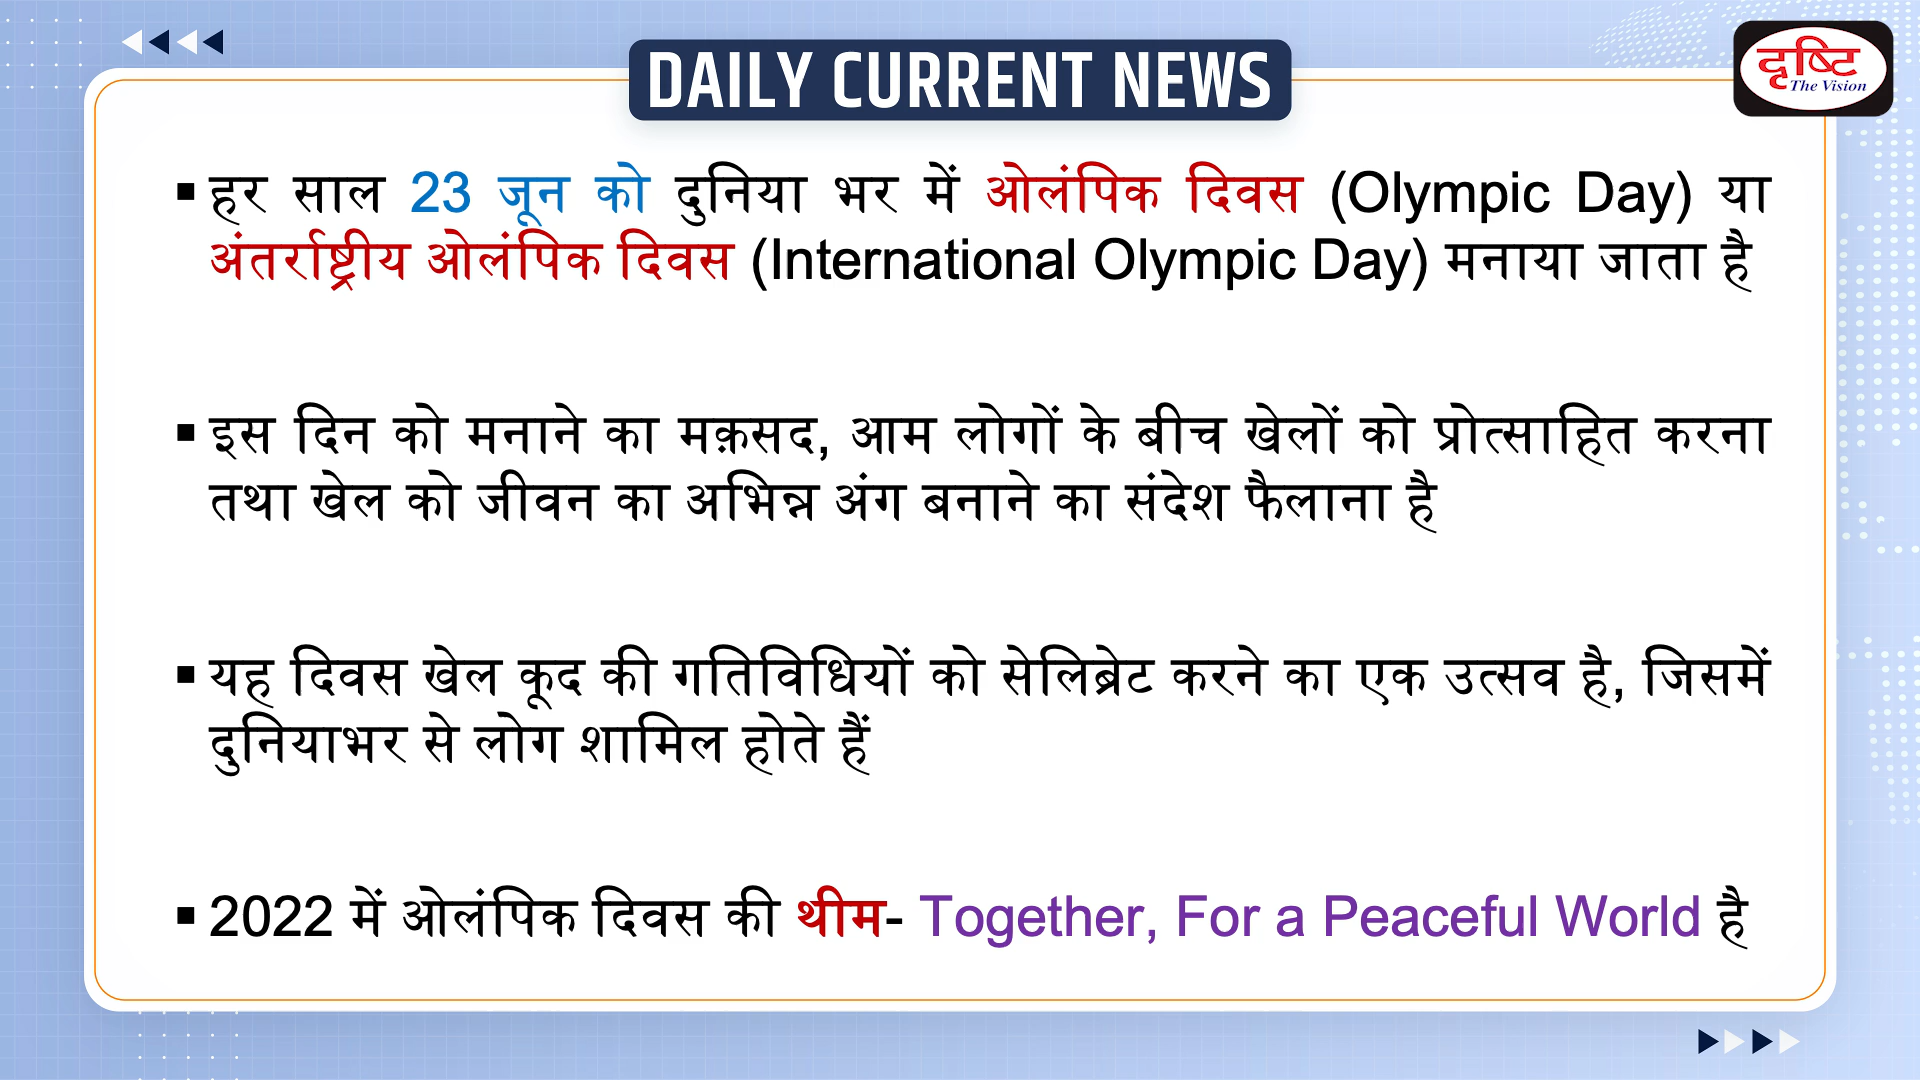 DAILY CURRENT NEWS
दृष्टि
The Vision
▪ हर साल 23 जून को दुनिया भर में ओलंपिक दिवस (Olympic Day) या
अंतर्राष्ट्रीय ओलंपिक दिवस (International Olympic Day) मनाया जाता है
▪ इस दिन को मनाने का मक़सद, आम लोगों के बीच खेलों को प्रोत्साहित करना
तथा खेल को जीवन का अभिन्न अंग बनाने का संदेश फैलाना है
▪ यह दिवस खेल कूद की गतिविधियों को सेलिब्रेट करने का एक उत्सव है, जिसमें
दुनियाभर से लोग शामिल होते हैं
▪ 2022 में ओलंपिक दिवस की थीम- Together, For a Peaceful World है